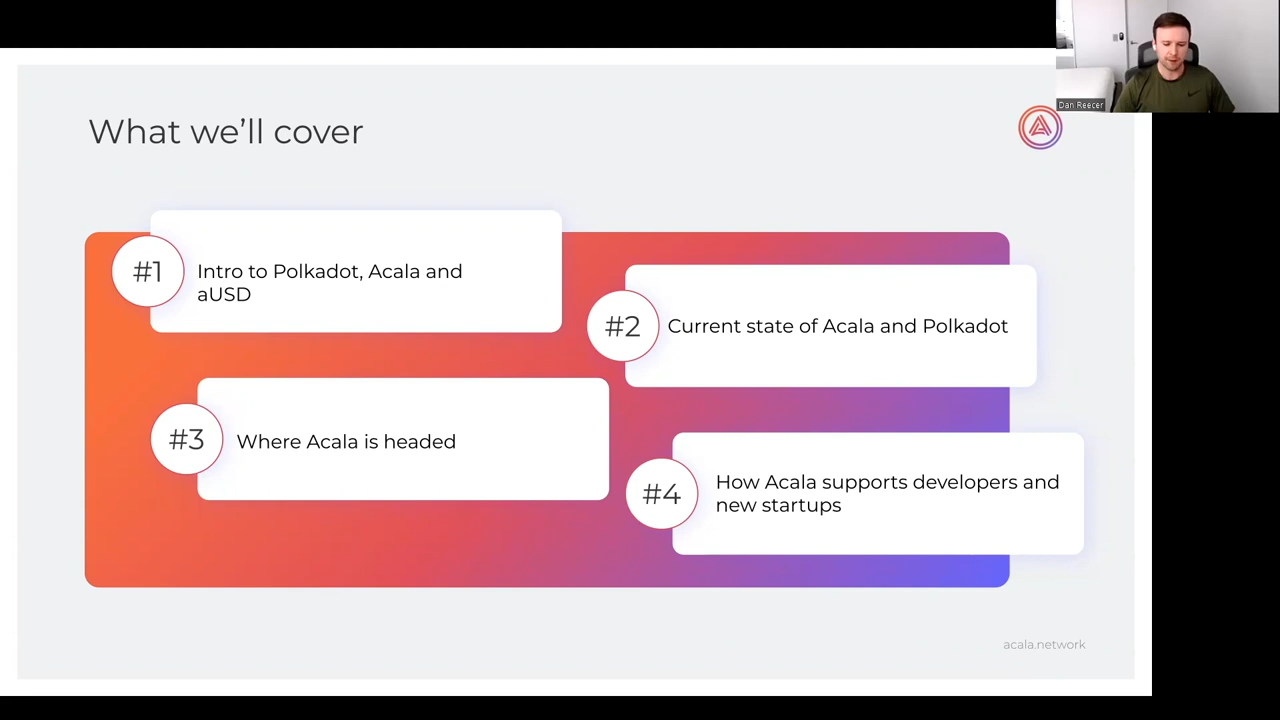 What we'll cover
Dan Reecer
#1
Intro to Polkadot, Acala and
aUSD
#2
Current state of Acala and Polkadot
#3
Where Acala is headed
#4
How Acala supports developers and
new startups
acala.network